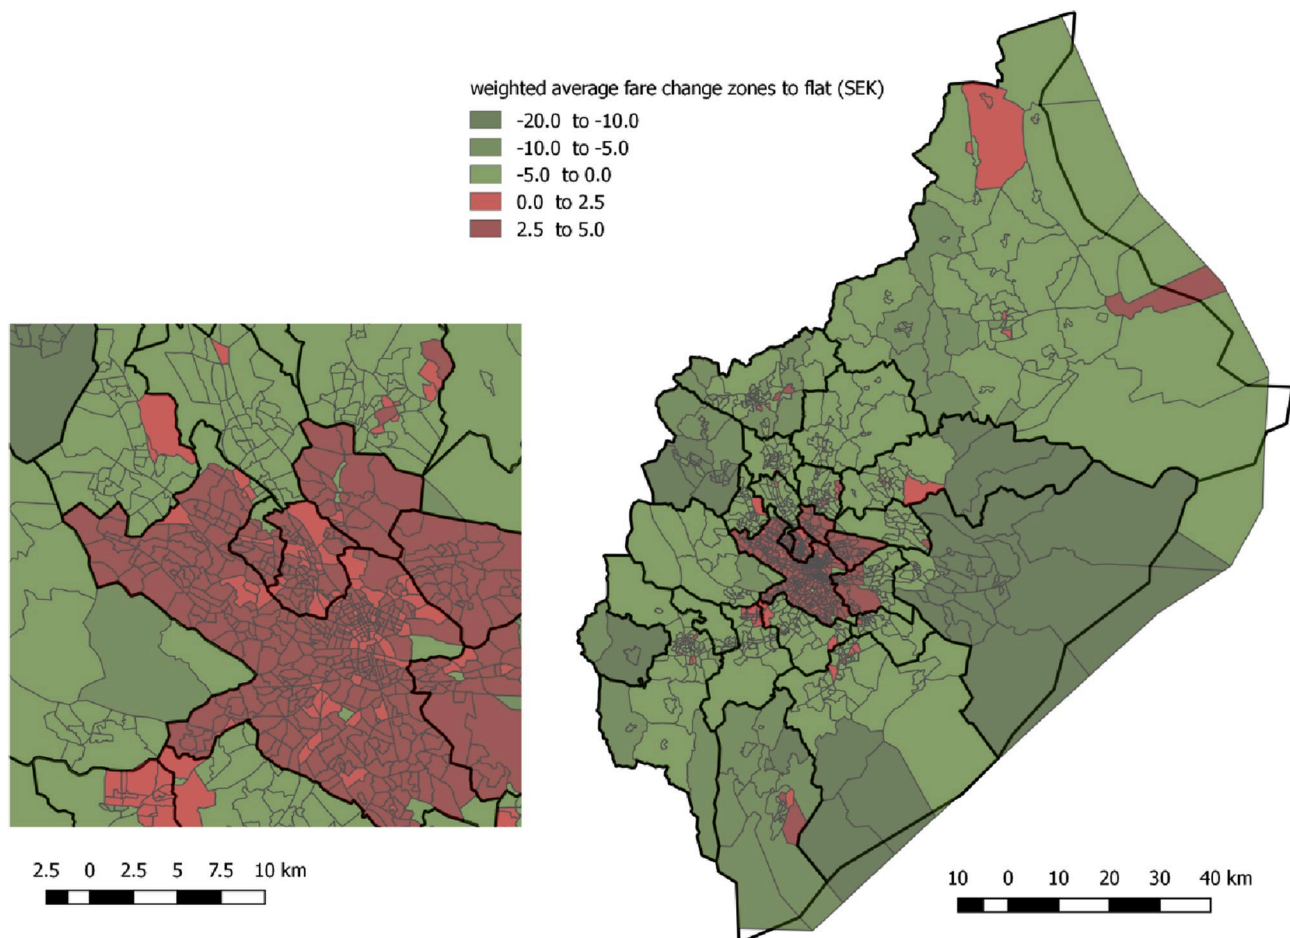 weighted average fare change zones to flat (SEK)
-20.0 to -10.0
-10.0 to -5.0
-5.0 to 0.0
0.0 to 2.5
2.5 to 5.0
2.5 0 2.5 5 7.5 10 km
10 0 10 20 30 40 km